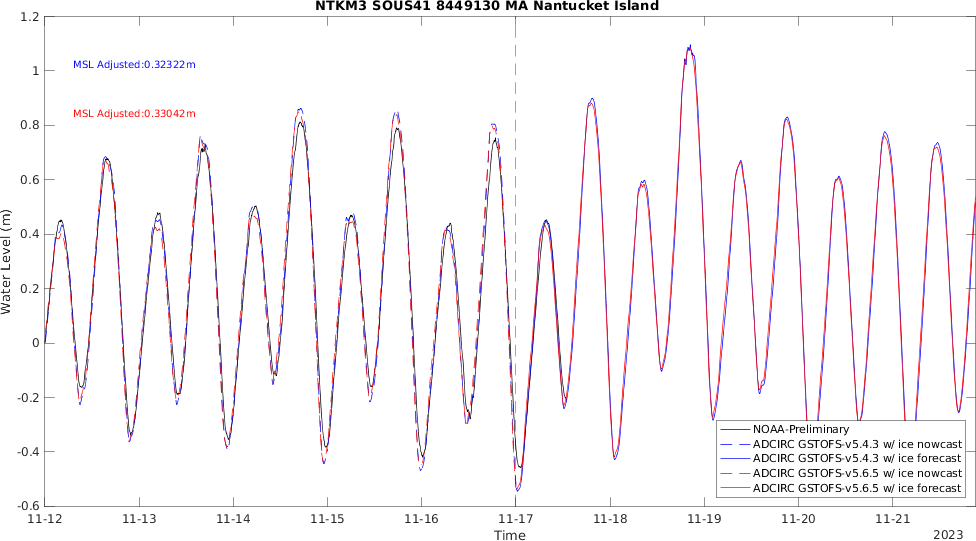 NTKM3 SOUS41 8449130 MA Nantucket Island
1.2
1
0.8
0.6
0.4
0.2
0
-0.2
-0.4
-0.6
Water Level (m)
MSL Adjusted:0.32322m
MSL Adjusted:0.33042m
NOAA-Preliminary
ADCIRC GSTOFS-v5.4.3 w/ ice nowcast
ADCIRC GSTOFS-v5.4.3 w/ ice forecast
ADCIRC GSTOFS-v5.6.5 w/ ice nowcast
ADCIRC GSTOFS-v5.6.5 w/ ice forecast
11-12 11-13 11-14 11-15 11-16 11-17 11-18 11-19 11-20 11-21
Time
2023